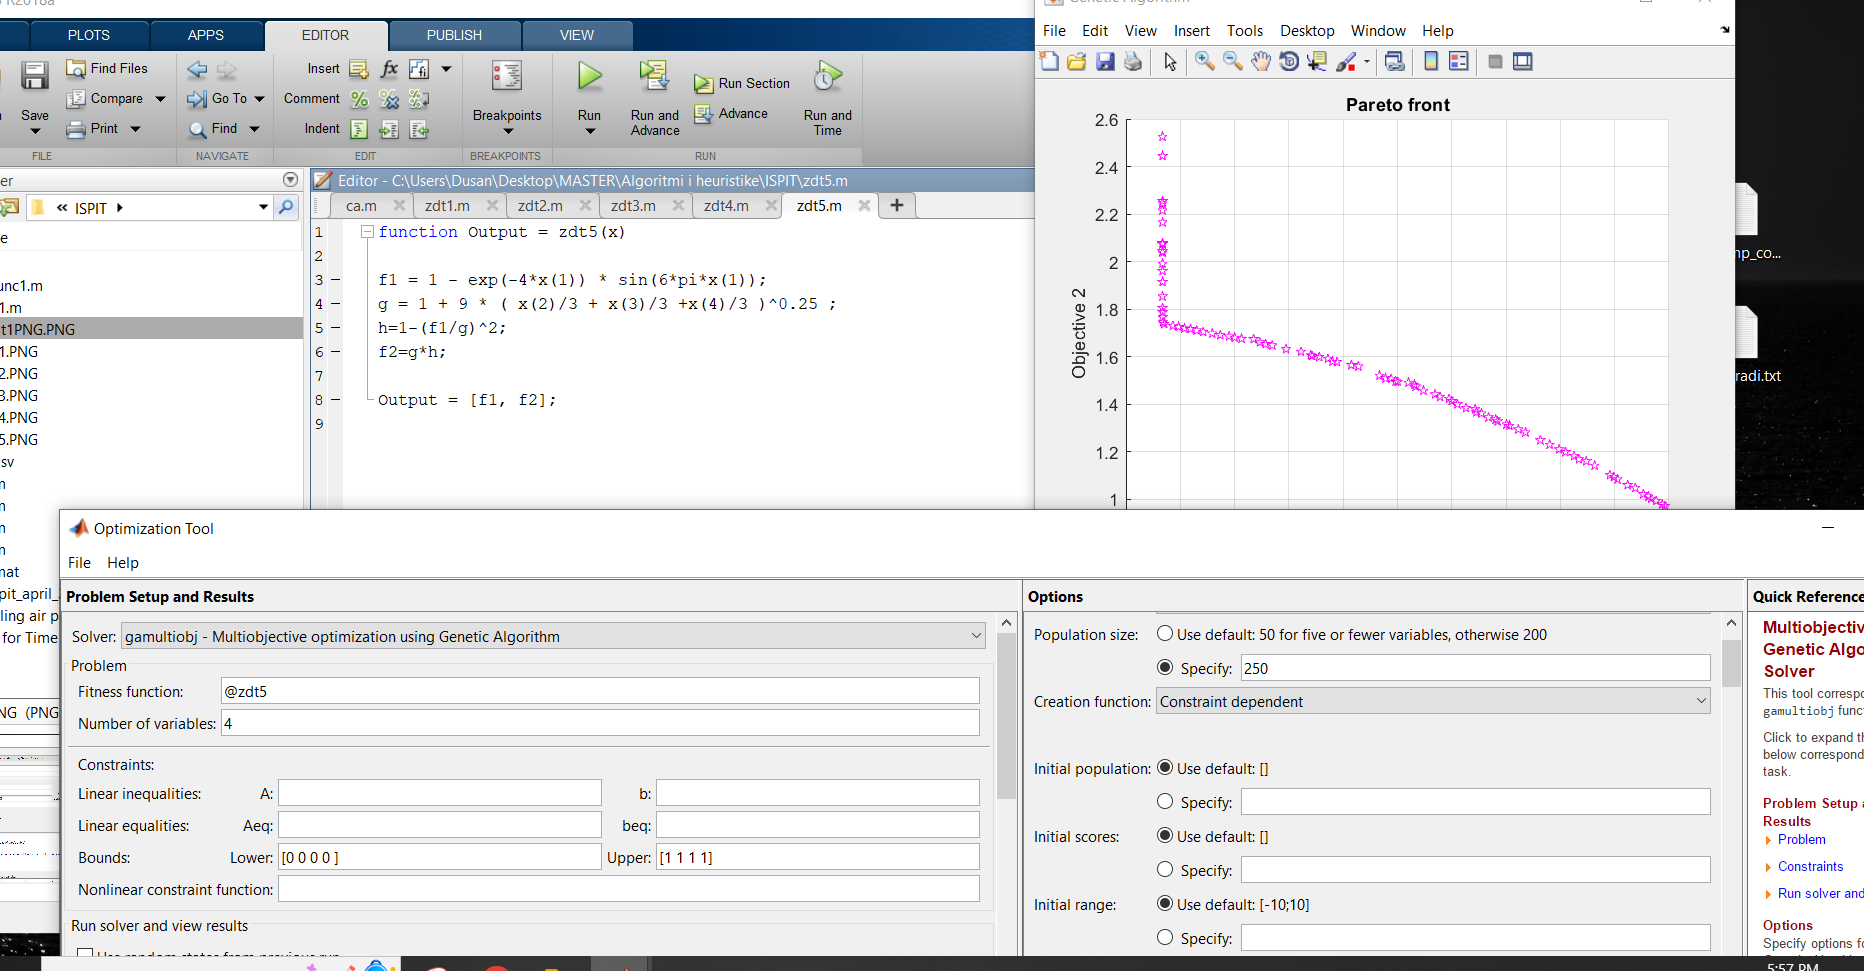 R2018a
PLOTS APPS EDITOR PUBLISH VIEW
Find Files
Compare
Print
Save
FILE
Go To
Find
NAVIGATE
Insert
Comment
Indent
EDIT
Breakpoints
BREAKPOINTS
Run
Run and Advance
Run Section
Advance
Run and Time
RUN
er
« ISPIT
e
unc1.m
1.m
t1PNG.PNG
1.PNG
2.PNG
3.PNG
4.PNG
5.PNG
sv
m
m
m
m
nat
pit_april_
ling air p
for Time
NG (PNG
Editor - C:\Users\Dusan\Desktop\MASTER\Algoritmi i heuristike\ISPIT\zdt5.m
ca.m zdt1.m zdt2.m zdt3.m zdt4.m zdt5.m +
1 function Output = zdt5(x)
2
3 – f1 = 1 - exp(-4*x(1)) * sin(6*pi*x(1));
4 – g = 1 + 9 * ( x(2)/3 + x(3)/3 +x(4)/3 )^0.25 ;
5 – h=1-(f1/g)^2;
6 – f2=g*h;
7
8 – Output = [f1, f2];
9
Genetic Algorithm
File Edit View Insert Tools Desktop Window Help
Pareto front
Objective 2
2.6
2.4
2.2
2
1.8
1.6
1.4
1.2
1
np_co...
radi.txt
Optimization Tool
File Help
Problem Setup and Results
Solver: gamultiobj - Multiobjective optimization using Genetic Algorithm
Problem
Fitness function: @zdt5
Number of variables: 4
Constraints:
Linear inequalities: A: b:
Linear equalities: Aeq: beq:
Bounds: Lower: [0 0 0 0 ] Upper: [1 1 1 1]
Nonlinear constraint function:
Run solver and view results
Use random states from previous run
Options
Population size: Use default: 50 for five or fewer variables, otherwise 200
Specify: 250
Creation function: Constraint dependent
Initial population: Use default: []
Specify:
Initial scores: Use default: []
Specify:
Initial range: Use default: [-10;10]
Specify:
Quick Reference
Multiobjectiv
Genetic Algo
Solver
This tool correspo
gamultiobj func
Click to expand th
below correspond
task.
Problem Setup a
Results
Problem
Constraints
Run solver and
Options
Specify options fo
5:57 PM